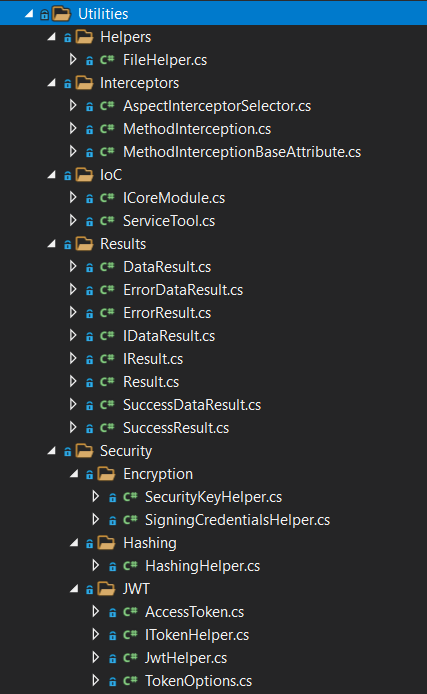 Utilities
Helpers
C# FileHelper.cs
Interceptors
C# AspectInterceptorSelector.cs
C# MethodInterception.cs
C# MethodInterceptionBaseAttribute.cs
IoC
C# ICoreModule.cs
C# ServiceTool.cs
Results
C# DataResult.cs
C# ErrorDataResult.cs
C# ErrorResult.cs
C# IDataResult.cs
C# IResult.cs
C# Result.cs
C# SuccessDataResult.cs
C# SuccessResult.cs
Security
Encryption
C# SecurityKeyHelper.cs
C# SigningCredentialsHelper.cs
Hashing
C# HashingHelper.cs
JWT
C# AccessToken.cs
C# ITokenHelper.cs
C# JwtHelper.cs
C# TokenOptions.cs